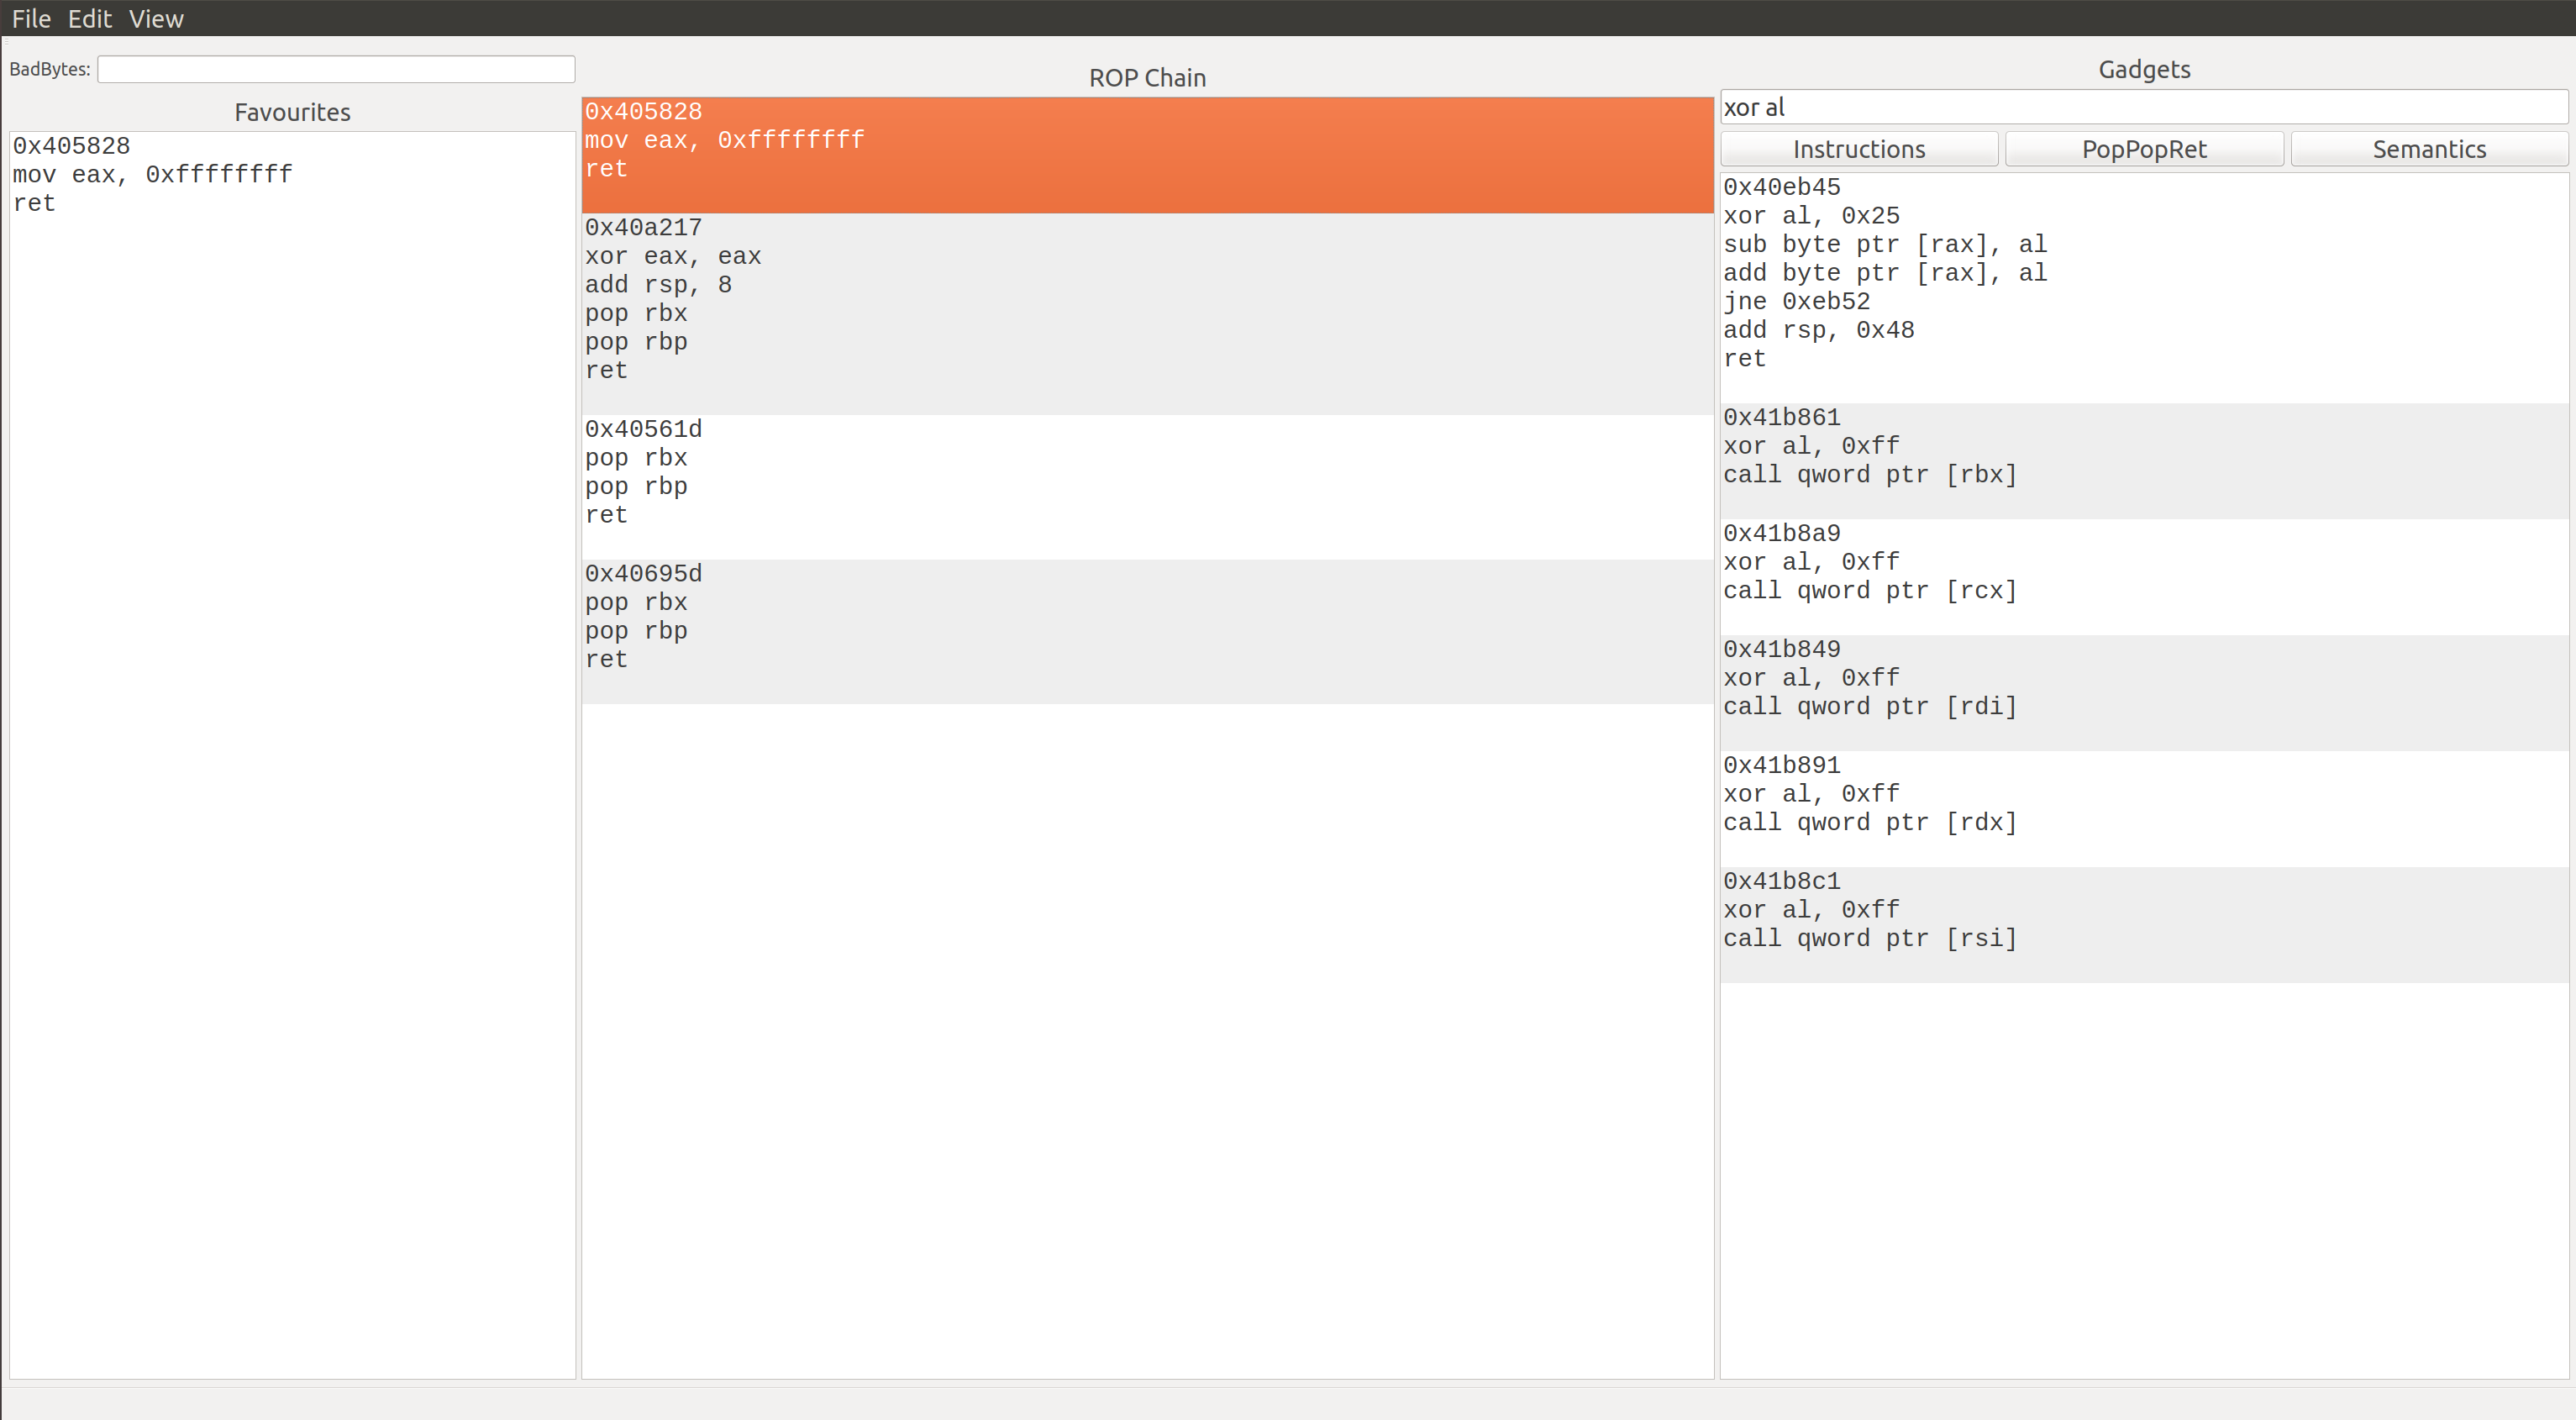 File Edit View
BadBytes:
Favourites
0x405828
mov eax, 0xffffffff
ret
ROP Chain
0x405828
mov eax, 0xffffffff
ret
0x40a217
xor eax, eax
add rsp, 8
pop rbx
pop rbp
ret
0x40561d
pop rbx
pop rbp
ret
0x40695d
pop rbx
pop rbp
ret
Gadgets
xor al
Instructions PopPopRet Semantics
0x40eb45
xor al, 0x25
sub byte ptr [rax], al
add byte ptr [rax], al
jne 0xeb52
add rsp, 0x48
ret
0x41b861
xor al, 0xff
call qword ptr [rbx]
0x41b8a9
xor al, 0xff
call qword ptr [rcx]
0x41b849
xor al, 0xff
call qword ptr [rdi]
0x41b891
xor al, 0xff
call qword ptr [rdx]
0x41b8c1
xor al, 0xff
call qword ptr [rsi]